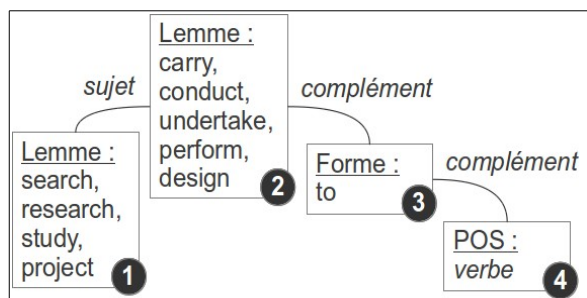 Lemme :
carry,
conduct,
undertake,
perform,
design
2
sujet
complément
Lemme :
search,
research,
study,
project
1
Forme :
to
3
complément
POS :
verbe
4